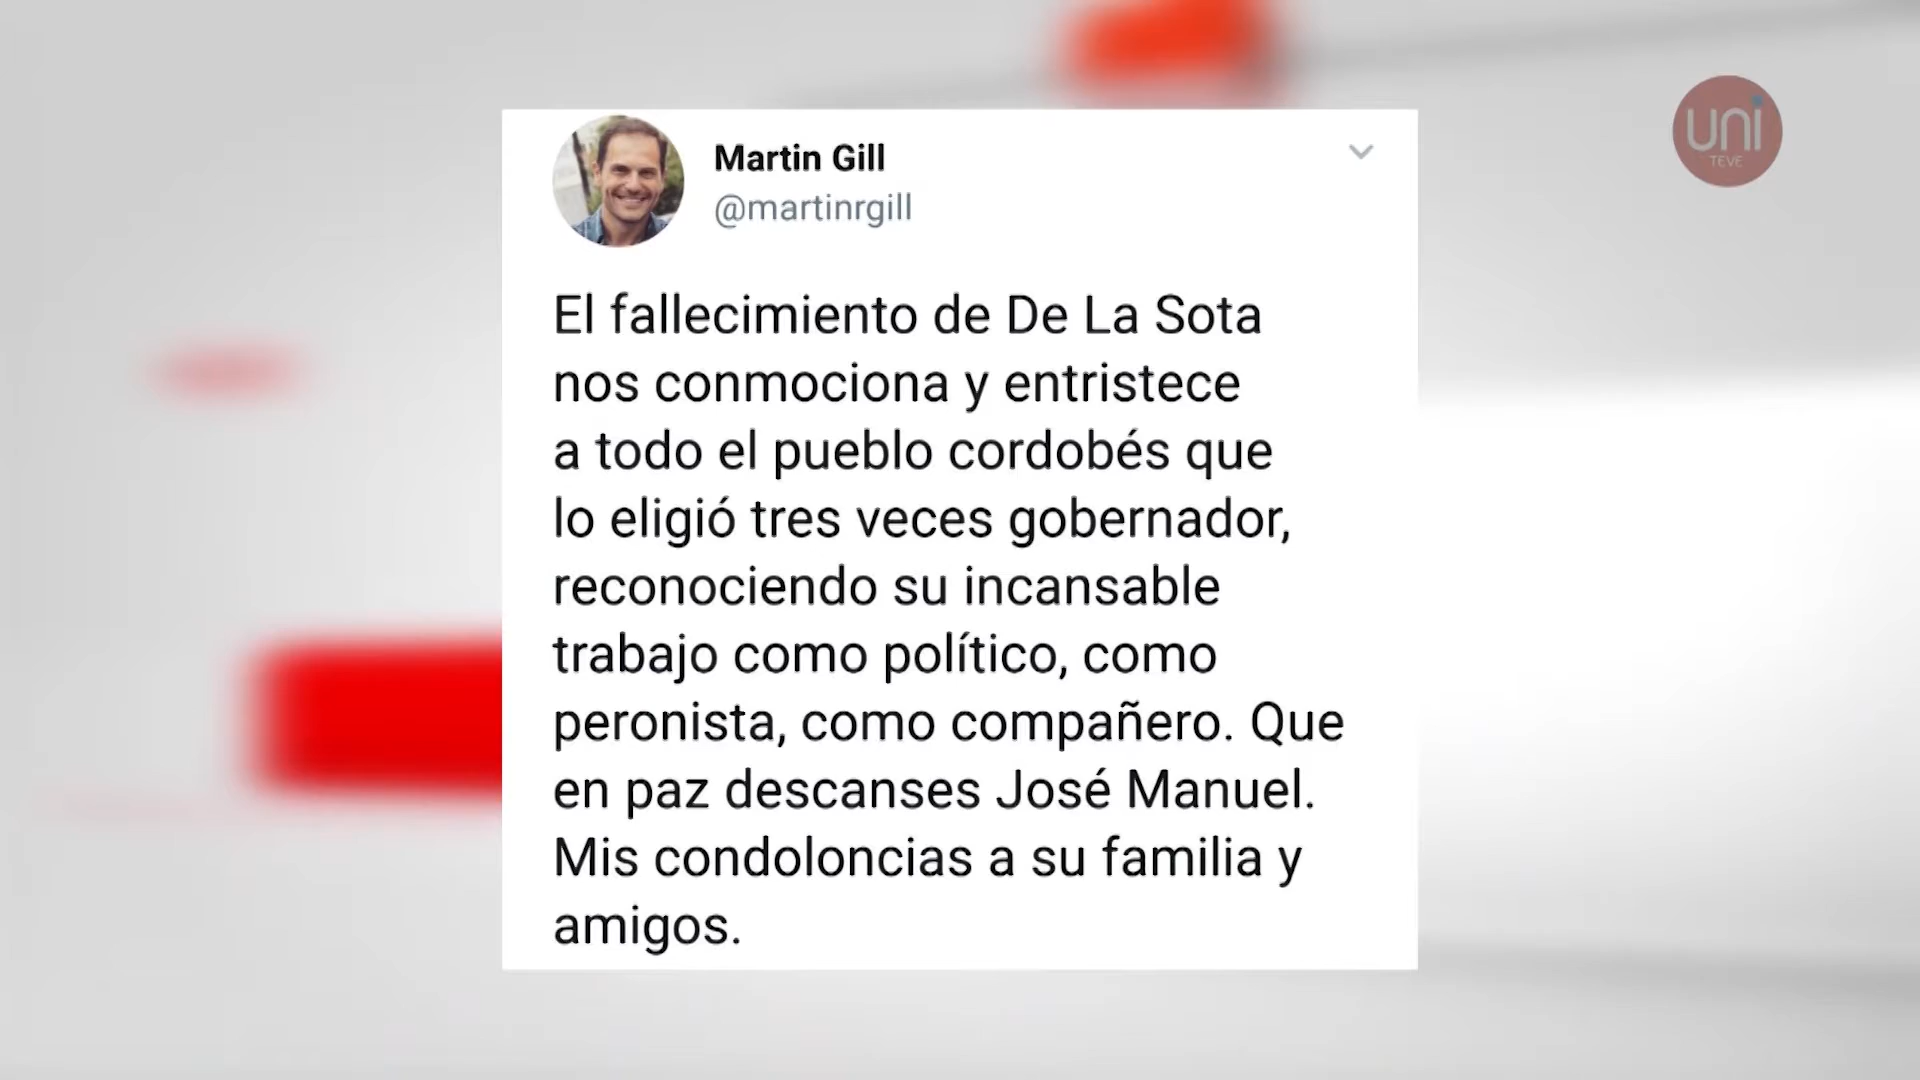 Martin Gill
@martinrgill
El fallecimiento de De La Sota
nos conmociona y entristece
a todo el pueblo cordobés que
lo eligió tres veces gobernador,
reconociendo su incansable
trabajo como político, como
peronista, como compañero. Que
en paz descanses José Manuel.
Mis condoloncias a su familia y
amigos.
uni
TEVE